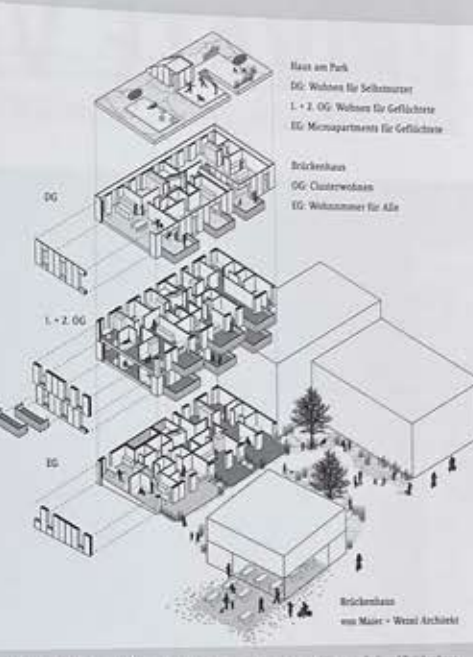 Haus am Park
DG: Wohnen für Selbstnutzer
1. + 2. OG: Wohnen für Geflüchtete
EG: Microapartments für Geflüchtete
Brückenhaus
OG: Clusterwohnen
EG: Wohnzimmer für Alle
DG
1. + 2. OG
EG
Brückenhaus
von Maier + Wezel Architekt